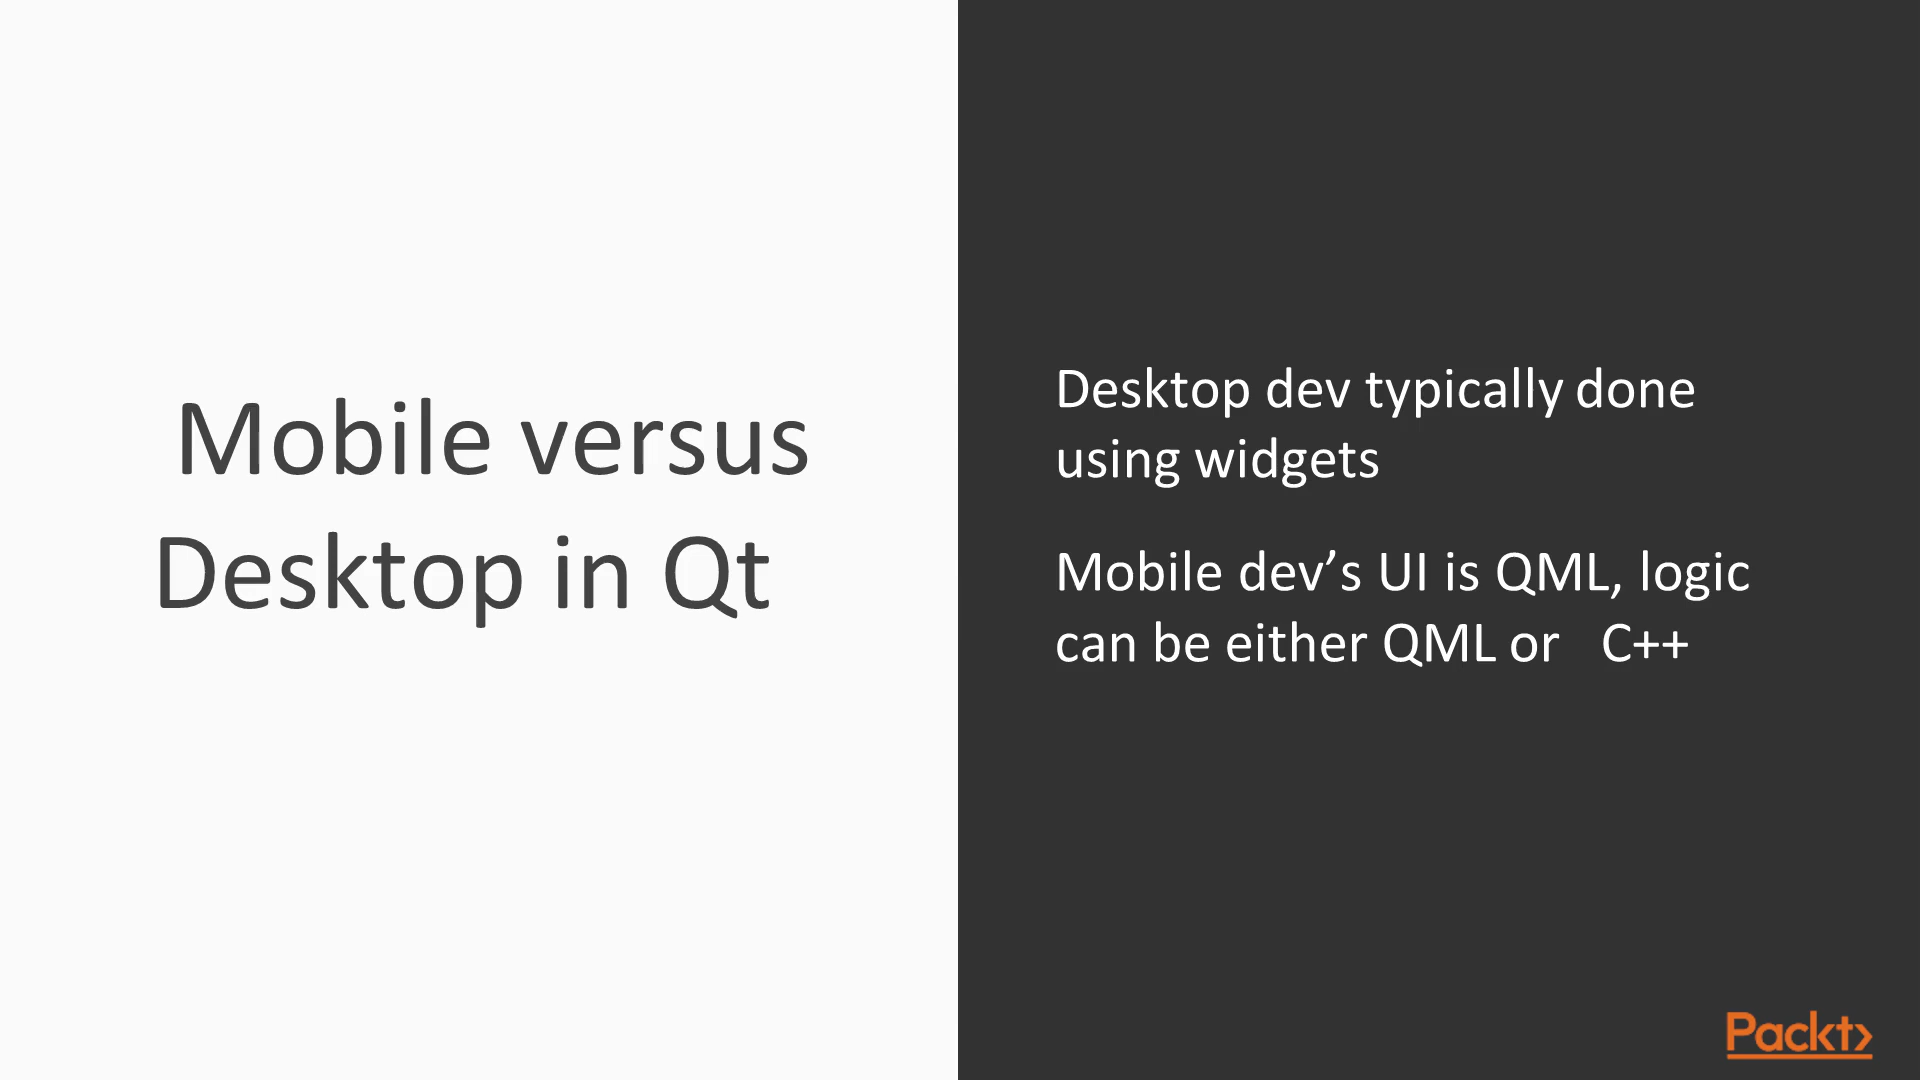 Mobile versus
Desktop in Qt
Desktop dev typically done
using widgets
Mobile dev’s UI is QML, logic
can be either QML or   C++
Packt>